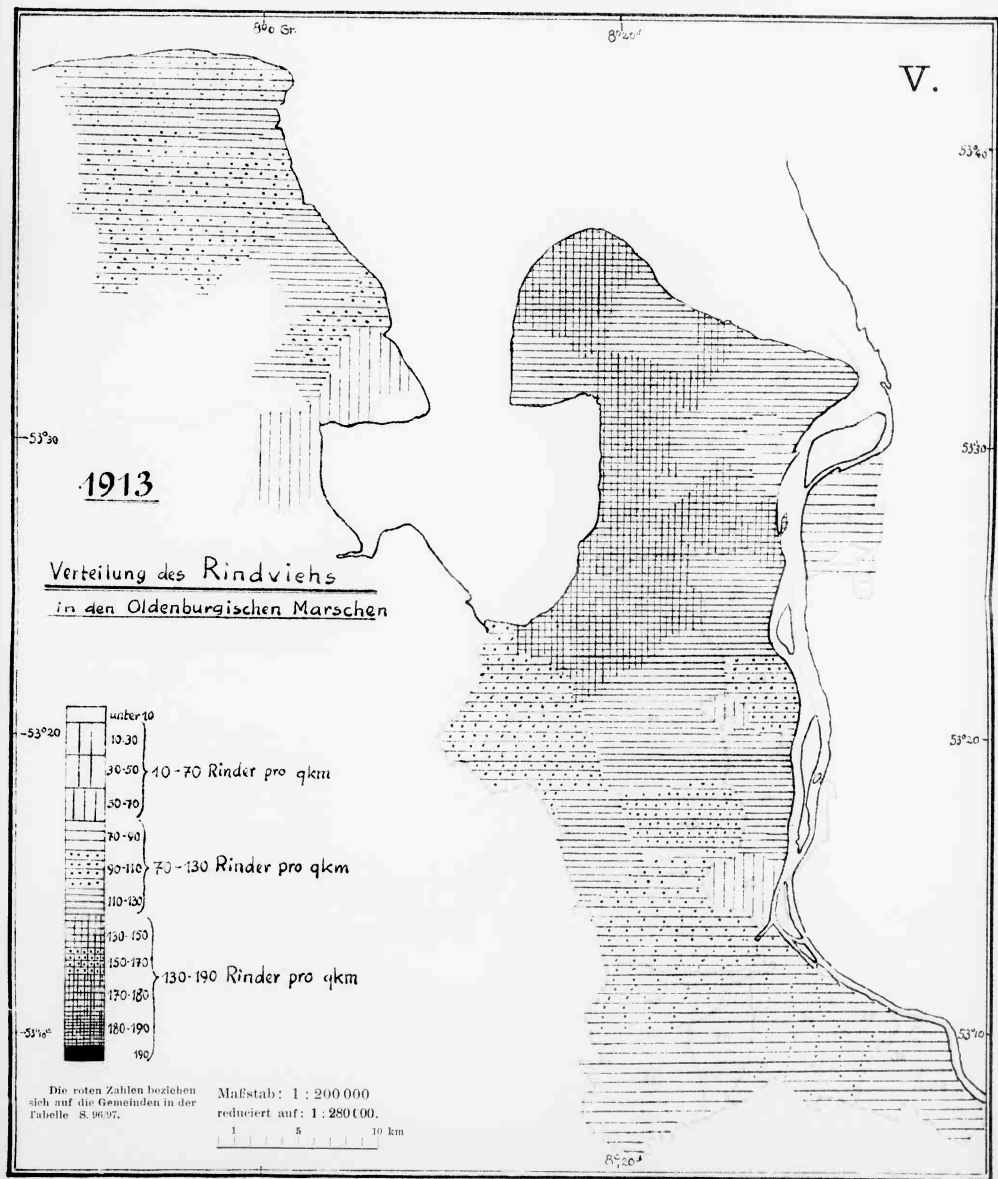 8°0 Gr.
8°20'
V.
53°40
53°30
53°30
1913
Verteilung des Rindviehs
in den Oldenburgischen Marschen
53°20
53°20
unter 10
10-30
30-50
50-70
10-70 Rinder pro qkm
70-90
90-110
110-130
70-130 Rinder pro qkm
130-150
150-170
170-180
180-190
190
130-190 Rinder pro qkm
53°10
53°10
Die roten Zahlen beziehen
sich auf die Gemeinden in der
Tabelle S. 96/97.
Maßstab: 1 : 200 000
reduciert auf: 1 : 280000.
1 5 10 km
8°20'